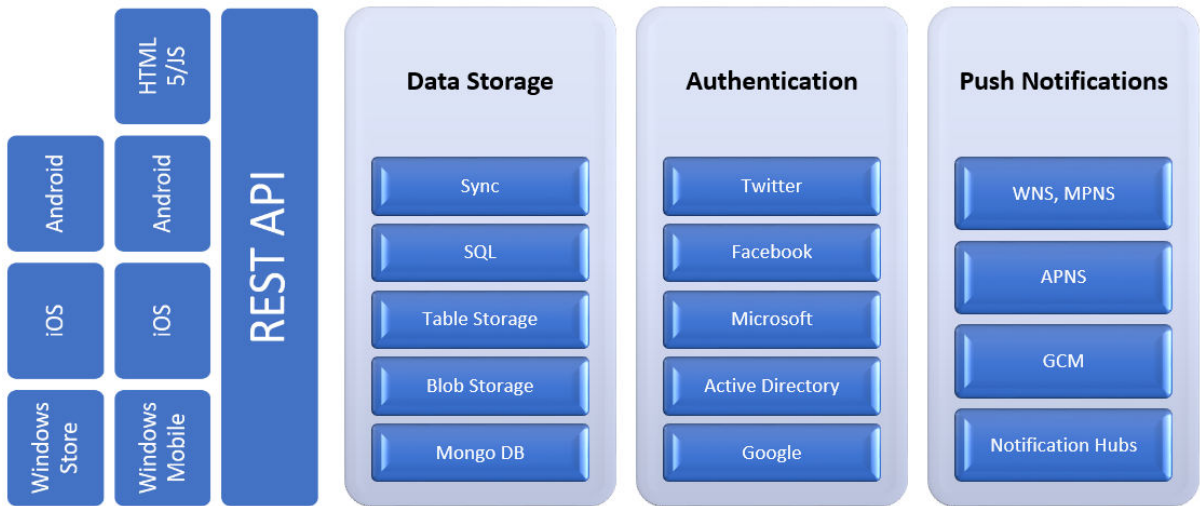 HTML
5/JS
Android
Android
iOS
iOS
Windows
Store
Windows
Mobile
REST API
Data Storage
Sync
SQL
Table Storage
Blob Storage
Mongo DB
Authentication
Twitter
Facebook
Microsoft
Active Directory
Google
Push Notifications
WNS, MPNS
APNS
GCM
Notification Hubs